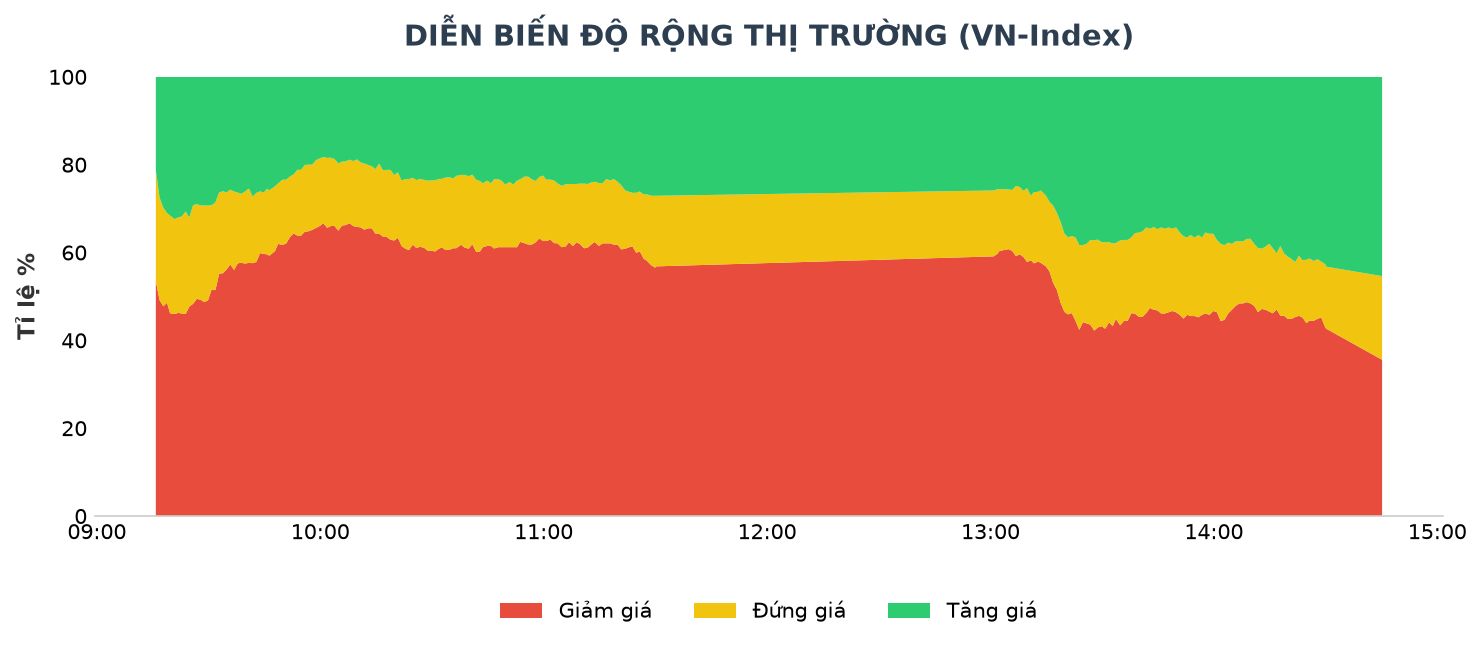 DIỄN BIẾN ĐỘ RỘNG THỊ TRƯỜNG (VN-Index)
Tỉ lệ %
100
80
60
40
20
0
09:00 10:00 11:00 12:00 13:00 14:00 15:00
Giảm giá Đứng giá Tăng giá